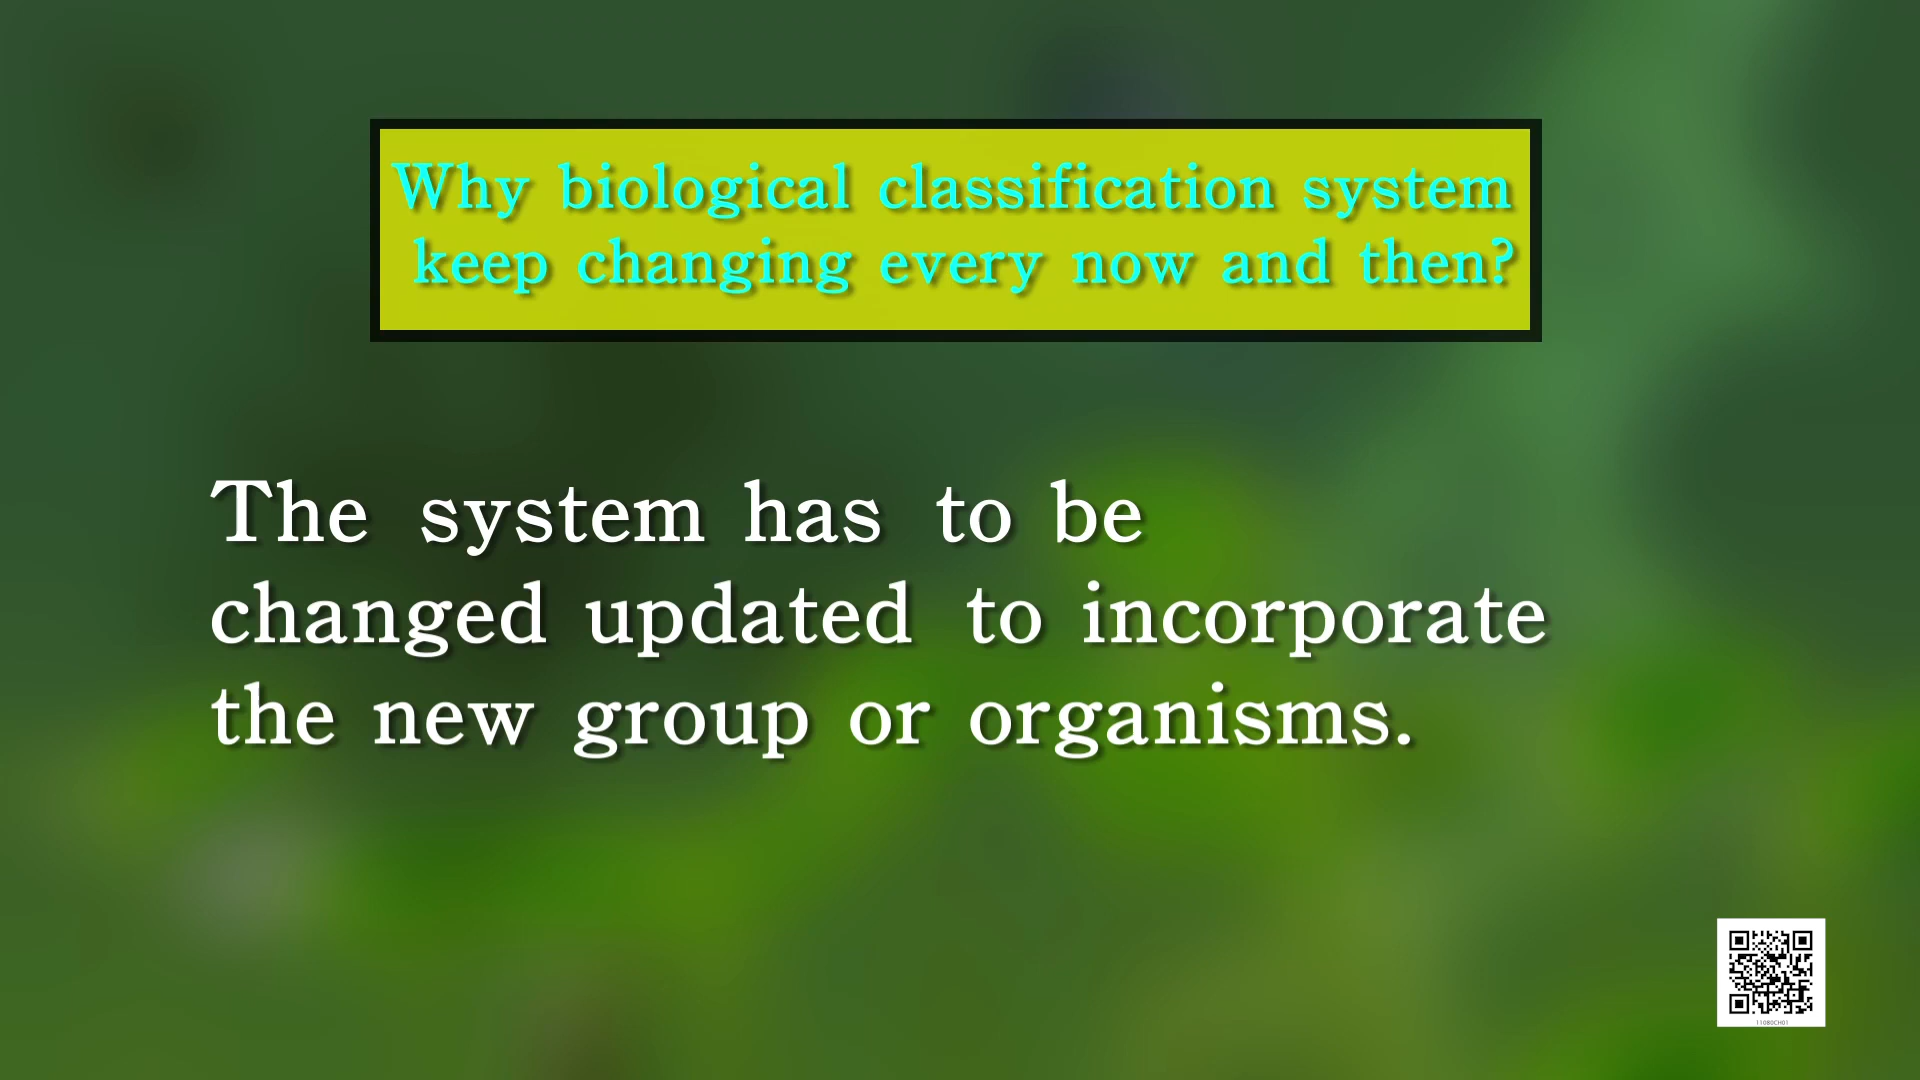 Why biological classification system
keep changing every now and then?
The system has to be
changed updated to incorporate
the new group or organisms.
11080CH01